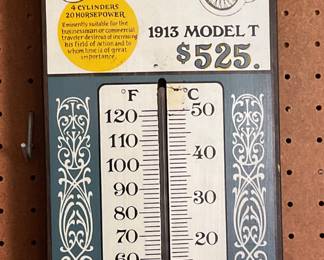 4 CYLINDERS
20 HORSEPOWER
Eminently suitable for the
businessman or commercial
traveler desirous of increasing
his field of action and to
whom time is of great
importance.
1913 MODEL T
$525.
°F °C
120 50
110
100 40
90
80 30
70 20
60